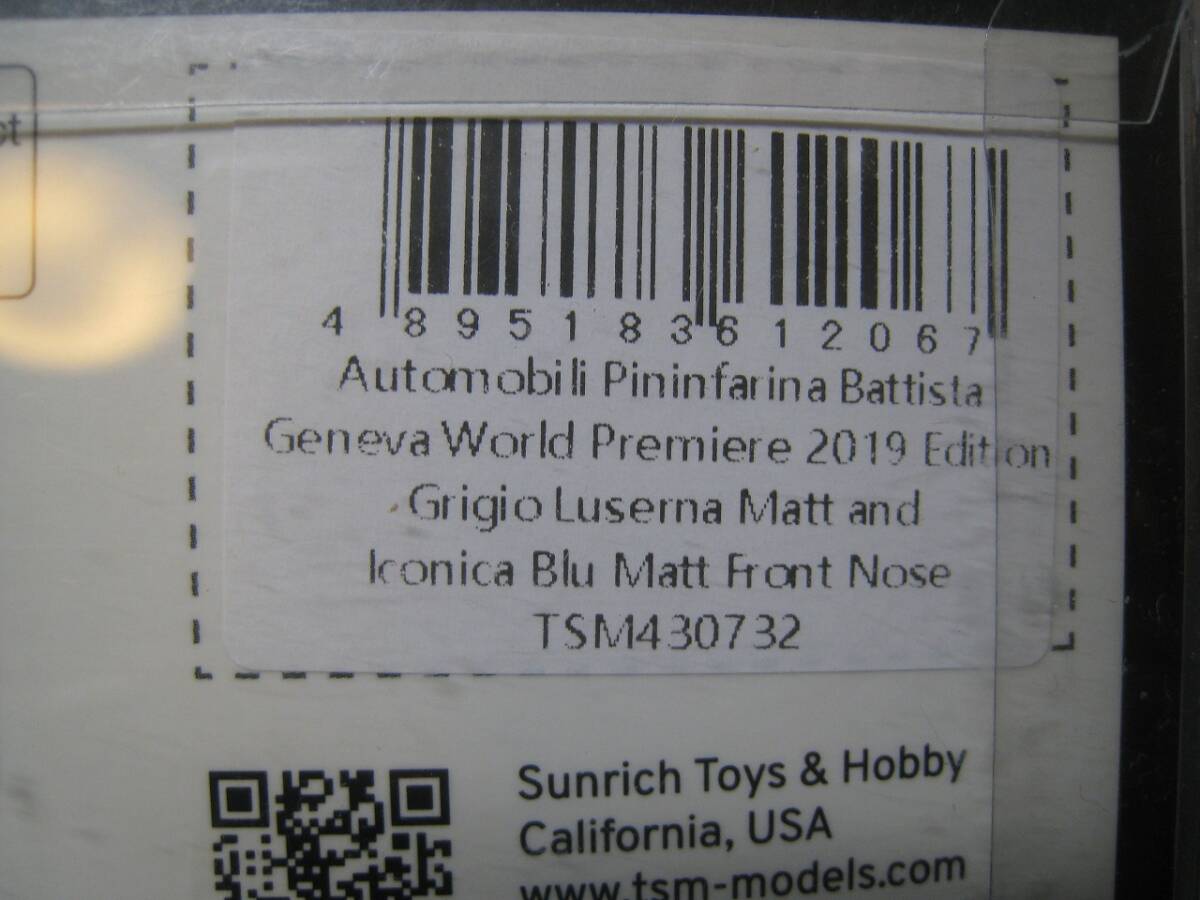 ct
4 895183 612067
Automobili Pininfarina Battista
Geneva World Premiere 2019 Edition
Grigio Luserna Matt and
Iconica Blu Matt Front Nose
TSM430732
Sunrich Toys & Hobby
California, USA
www.tsm-models.com